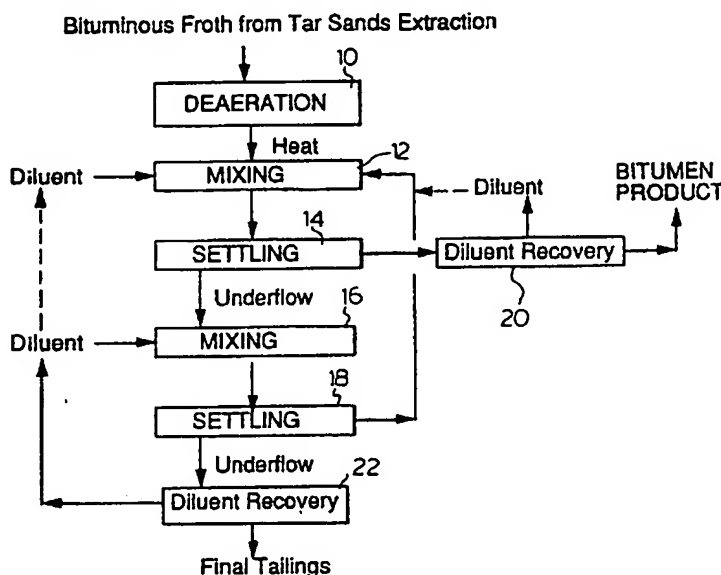 Bituminous Froth from Tar Sands Extraction
10
DEAERATION
Heat
12
Diluent
MIXING
Diluent
BITUMEN
PRODUCT
14
SETTLING
Diluent Recovery
20
Underflow
16
Diluent
MIXING
18
SETTLING
Underflow
22
Diluent Recovery
Final Tailings